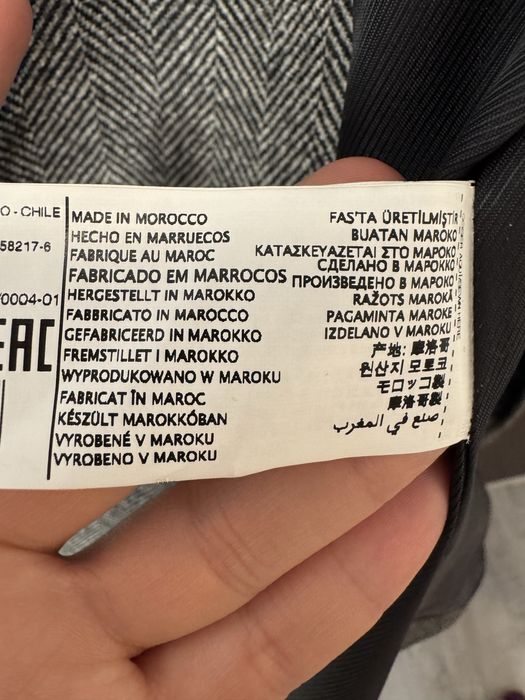 O - CHILE
58217-6
0004-01
EAC
MADE IN MOROCCO
HECHO EN MARRUECOS
FABRIQUE AU MAROC
FABRICADO EM MARROCOS
HERGESTELLT IN MAROKKO
FABBRICATO IN MAROCCO
GEFABRICEERD IN MAROKKO
FREMSTILLET I MAROKKO
WYPRODUKOWANO W MAROKU
FABRICAT ÎN MAROC
KÉSZÜLT MAROKKÓBAN
VYROBENÉ V MAROKU
VYROBENO V MAROKU
FAS'TA ÜRETİLMİŞTİR
BUATAN MAROKO
ΚΑΤΑΣΚΕΥΑΖΕΤΑΙ ΣΤΟ ΜΑΡΟΚΟ
СДЕЛАНО В МАРОККО
ПРОИЗВЕДЕНО В МАРОКО
RAŽOTS MAROKĀ
PAGAMINTA MAROKE
IZDELANO V MAROKU
产地: 摩洛哥
원산지 모로코
モロッコ製
摩洛哥製
صنع في المغرب